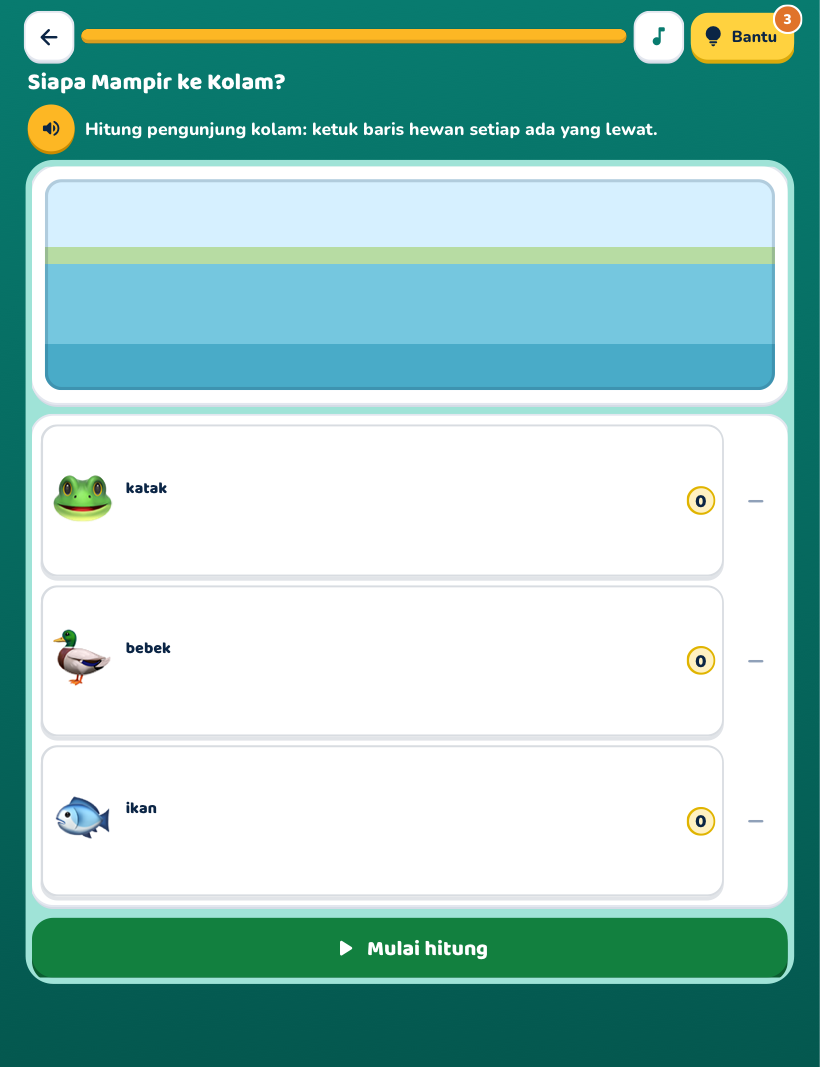 3
Bantu
Siapa Mampir ke Kolam?
Hitung pengunjung kolam: ketuk baris hewan setiap ada yang lewat.
katak
0
bebek
0
ikan
0
Mulai hitung